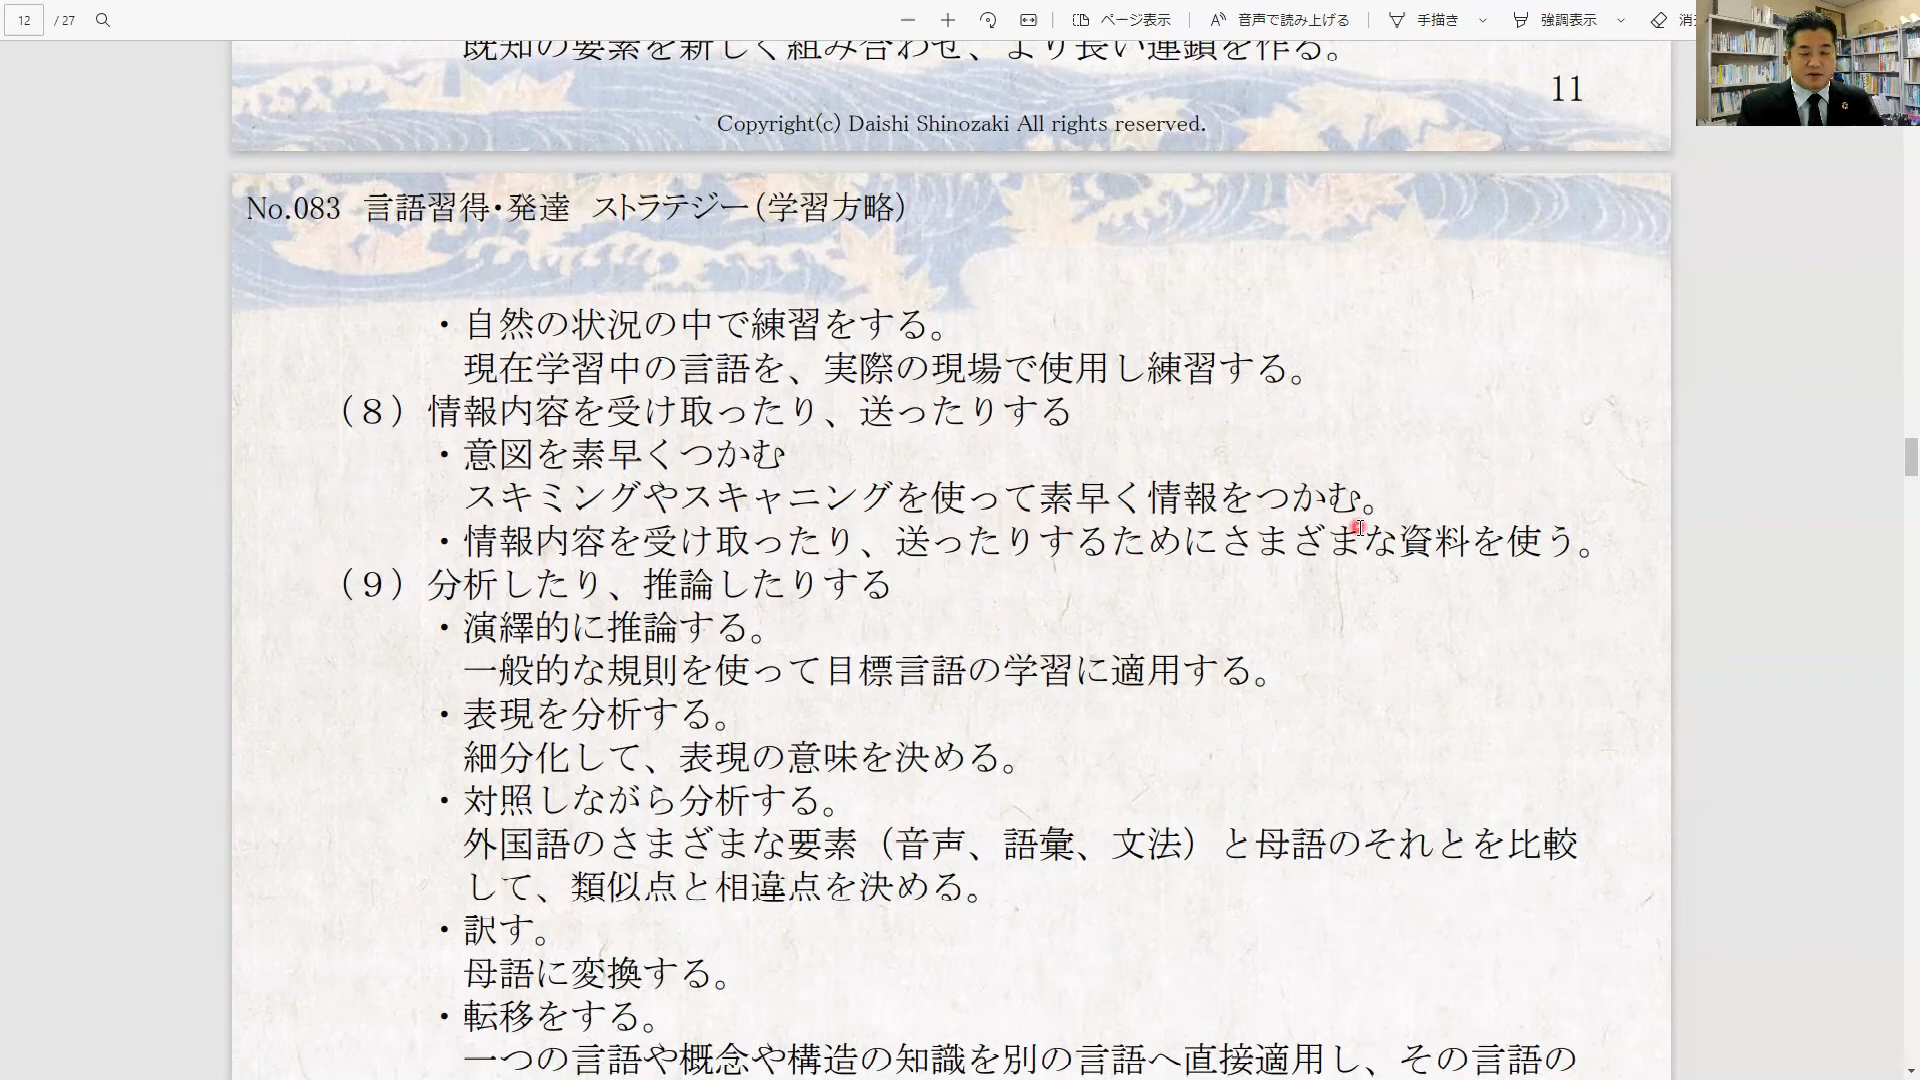 12 / 27
ページ表示
音声で読み上げる
手描き
強調表示
既知の要素を新しく組み合わせ、より長い連鎖を作る。
11
Copyright(c) Daishi Shinozaki All rights reserved.
No.083 言語習得・発達 ストラテジー（学習方略）
・自然の状況の中で練習をする。
現在学習中の言語を、実際の現場で使用し練習する。
（８）情報内容を受け取ったり、送ったりする
・意図を素早くつかむ
スキミングやスキャニングを使って素早く情報をつかむ。
・情報内容を受け取ったり、送ったりするためにさまざまな資料を使う。
（９）分析したり、推論したりする
・演繹的に推論する。
一般的な規則を使って目標言語の学習に適用する。
・表現を分析する。
細分化して、表現の意味を決める。
・対照しながら分析する。
外国語のさまざまな要素（音声、語彙、文法）と母語のそれとを比較
して、類似点と相違点を決める。
・訳す。
母語に変換する。
・転移をする。
一つの言語や概念や構造の知識を別の言語へ直接適用し、その言語の